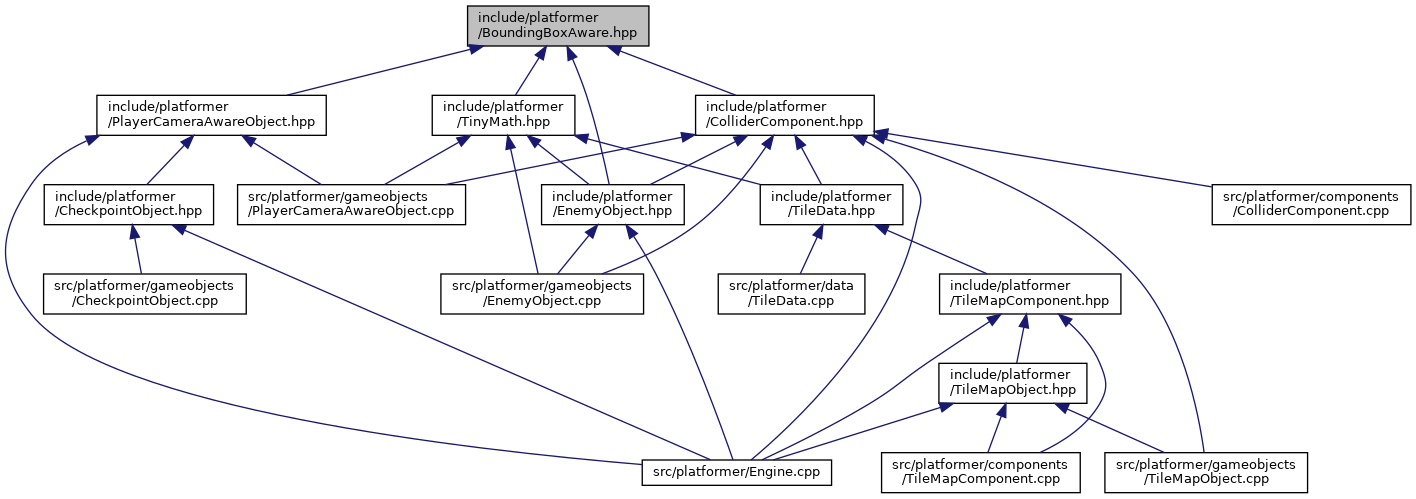 include/platformer
/BoundingBoxAware.hpp
include/platformer
/PlayerCameraAwareObject.hpp
include/platformer
/TinyMath.hpp
include/platformer
/ColliderComponent.hpp
include/platformer
/CheckpointObject.hpp
src/platformer/gameobjects
/PlayerCameraAwareObject.cpp
include/platformer
/EnemyObject.hpp
include/platformer
/TileData.hpp
src/platformer/components
/ColliderComponent.cpp
src/platformer/gameobjects
/CheckpointObject.cpp
src/platformer/gameobjects
/EnemyObject.cpp
src/platformer/data
/TileData.cpp
include/platformer
/TileMapComponent.hpp
include/platformer
/TileMapObject.hpp
src/platformer/Engine.cpp
src/platformer/components
/TileMapComponent.cpp
src/platformer/gameobjects
/TileMapObject.cpp